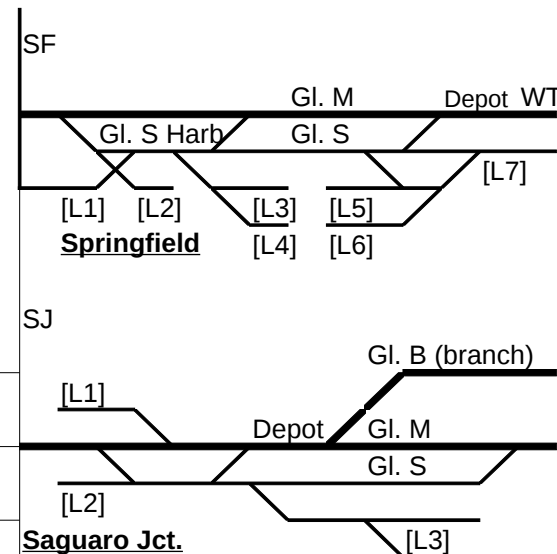 SF
Gl. M
Depot WT
Gl. S Harb
Gl. S
[L7]
[L1] [L2] [L3] [L5]
Springfield [L4] [L6]
SJ
Gl. B (branch)
[L1]
Depot Gl. M
Gl. S
[L2]
Saguaro Jct. [L3]